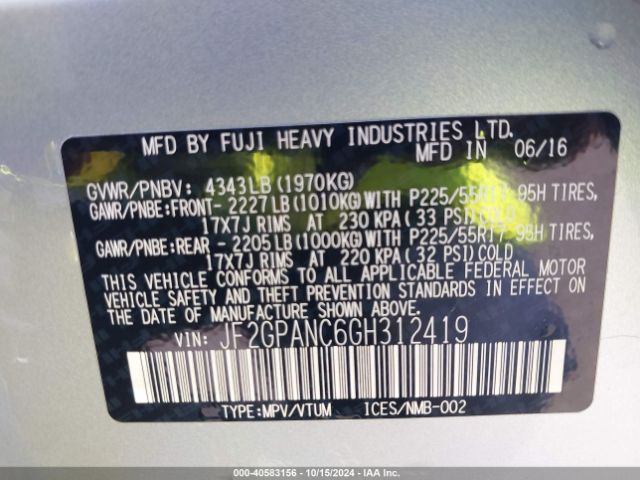 MFD BY FUJI HEAVY INDUSTRIES LTD.
MFD IN 06/16
GVWR/PNBV: 4343LB (1970KG)
GAWR/PNBE:FRONT- 2227LB(1010KG)WITH P225/55R17 95H TIRES,
17X7J RIMS AT 230 KPA (33 PSI)COLD
GAWR/PNBE:REAR - 2205LB(1000KG)WITH P225/55R17 95H TIRES,
17X7J RIMS AT 220 KPA (32 PSI)COLD
THIS VEHICLE CONFORMS TO ALL APPLICABLE FEDERAL MOTOR
VEHICLE SAFETY AND THEFT PREVENTION STANDARDS IN EFFECT ON
THE DATE OF MANUFACTURE SHOWN ABOVE.
VIN: JF2GPANC6GH312419
TYPE:MPV/VTUM ICES/NMB-002
000-40583156 - 10/15/2024 - IAA Inc.